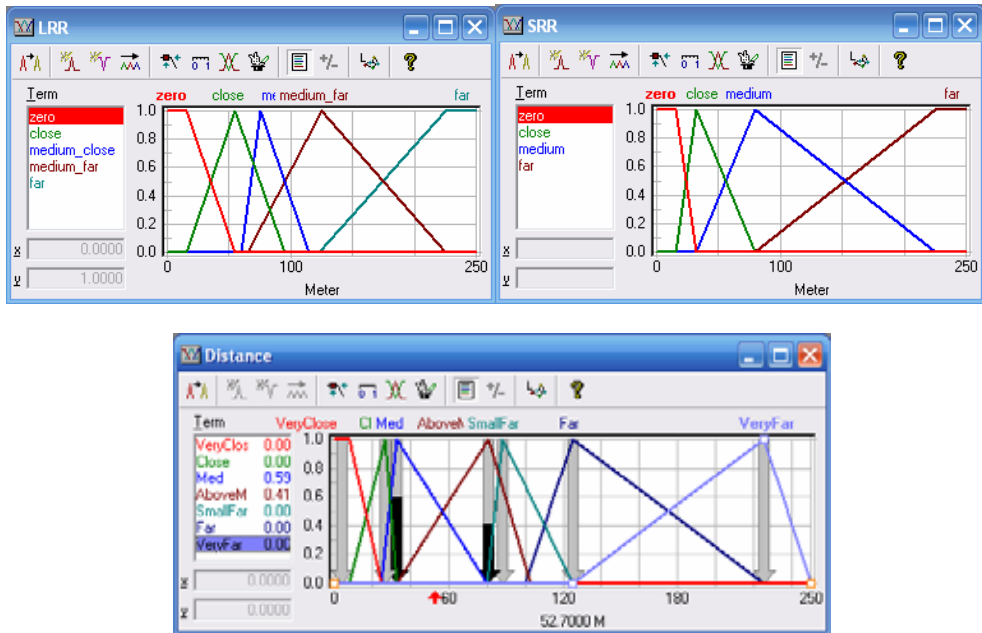 LRR
Term
zero
close
medium_close
medium_far
far
x 0.0000
y 1.0000
zero close me medium_far far
1.0
0.8
0.6
0.4
0.2
0.0
0 100 250
Meter
SRR
Term
zero
close
medium
far
x
y
zero close medium far
1.0
0.8
0.6
0.4
0.2
0.0
0 100 250
Meter
Distance
Term
VeryClos 0.00
Close 0.00
Med 0.59
AboveM 0.41
SmallFar 0.00
Far 0.00
VeryFar 0.00
x 0.0000
y 0.0000
VeryClose Cl Med AboveM SmallFar Far VeryFar
1.0
0.8
0.6
0.4
0.2
0.0
0 60 120 180 250
52.7000 M